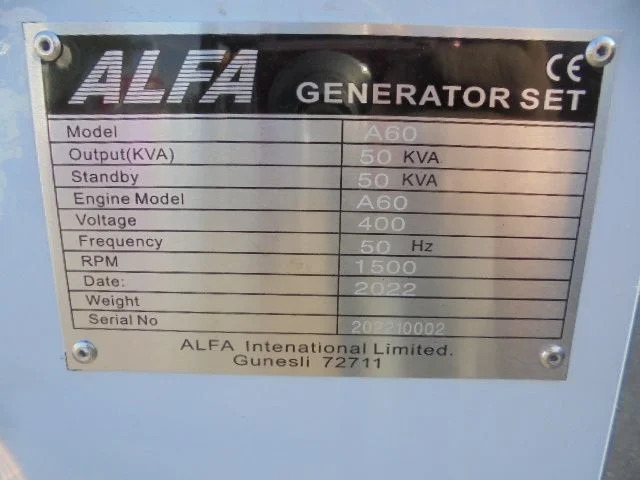 ALFA CE
GENERATOR SET
Model A60
Output(KVA) 50 KVA
Standby 50 KVA
Engine Model A60
Voltage 400
Frequency 50 Hz
RPM 1500
Date: 2022
Weight
Serial No 202210002
ALFA Intenational Limited.
Gunesli 72711